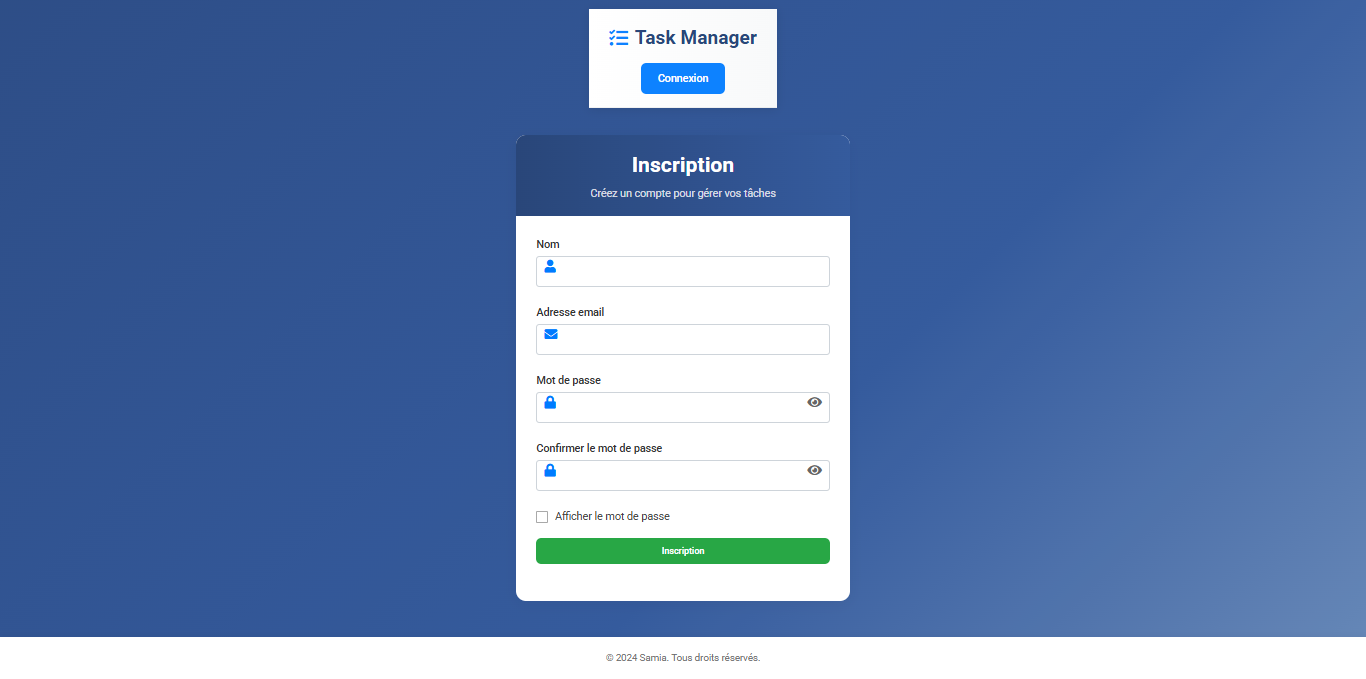 Task Manager
Connexion
Inscription
Créez un compte pour gérer vos tâches
Nom
Adresse email
Mot de passe
Confirmer le mot de passe
Afficher le mot de passe
Inscription
© 2024 Samia. Tous droits réservés.